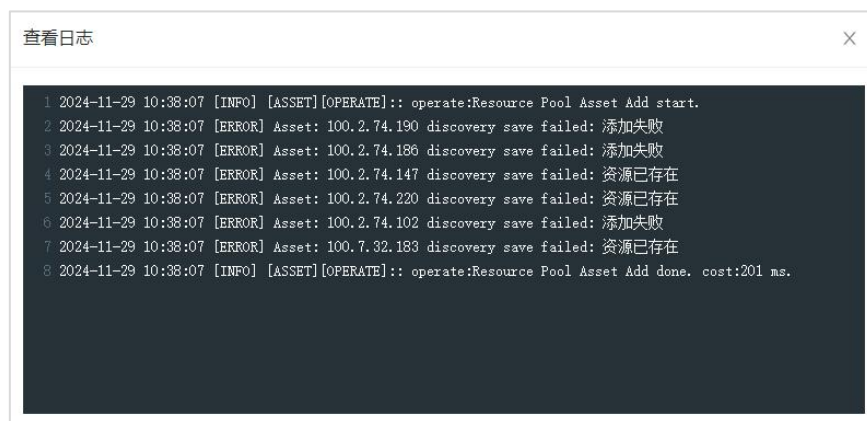 查看日志
1 2024-11-29 10:38:07 [INFO] [ASSET][OPERATE]:: operate:Resource Pool Asset Add start.
2 2024-11-29 10:38:07 [ERROR] Asset: 100.2.74.190 discovery save failed: 添加失败
3 2024-11-29 10:38:07 [ERROR] Asset: 100.2.74.186 discovery save failed: 添加失败
4 2024-11-29 10:38:07 [ERROR] Asset: 100.2.74.147 discovery save failed: 资源已存在
5 2024-11-29 10:38:07 [ERROR] Asset: 100.2.74.220 discovery save failed: 资源已存在
6 2024-11-29 10:38:07 [ERROR] Asset: 100.2.74.102 discovery save failed: 添加失败
7 2024-11-29 10:38:07 [ERROR] Asset: 100.7.32.183 discovery save failed: 资源已存在
8 2024-11-29 10:38:07 [INFO] [ASSET][OPERATE]:: operate:Resource Pool Asset Add done. cost:201 ms.